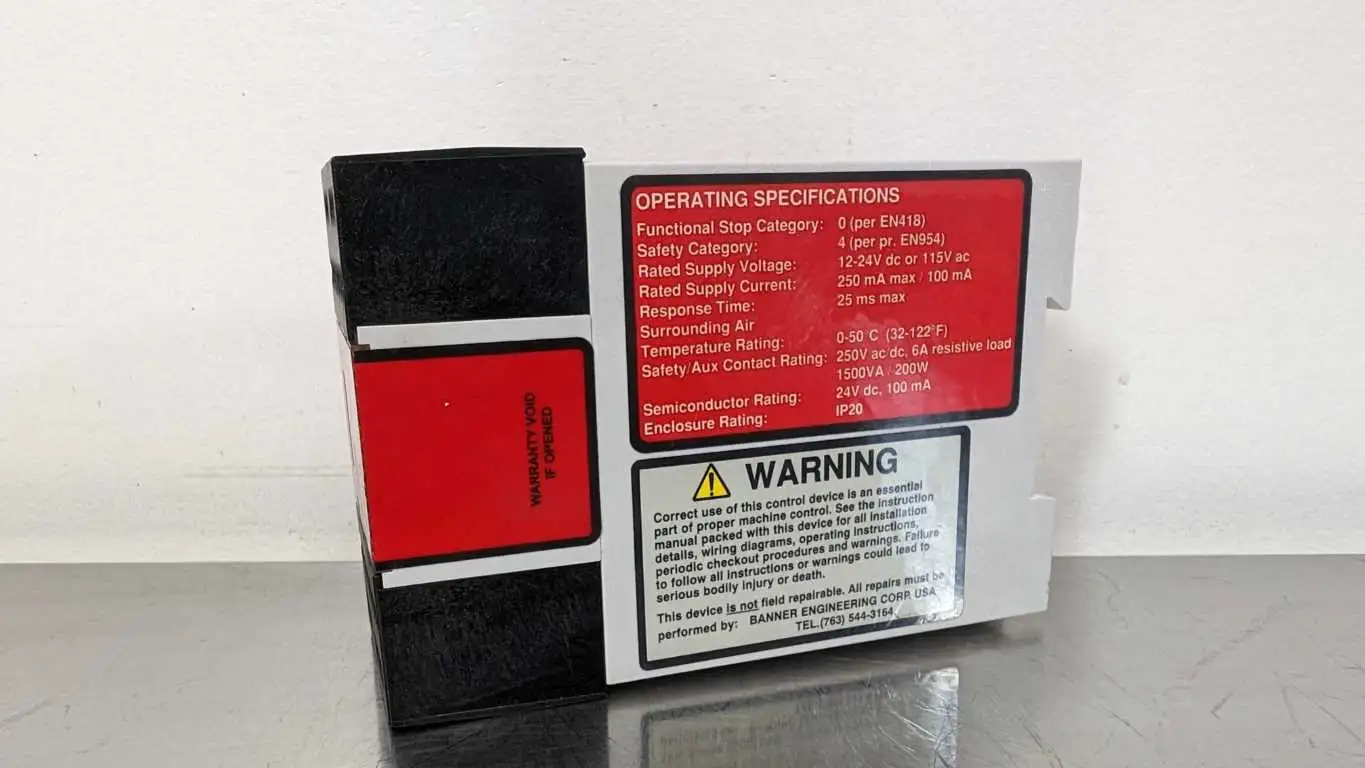 OPERATING SPECIFICATIONS
Functional Stop Category: 0 (per EN418)
Safety Category: 4 (per pr. EN954)
Rated Supply Voltage: 12-24V dc or 115V ac
Rated Supply Current: 250 mA max / 100 mA
Response Time: 25 ms max
Surrounding Air
Temperature Rating: 0-50°C (32-122°F)
Safety/Aux Contact Rating: 250V ac/dc, 6A resistive load
1500VA / 200W
Semiconductor Rating: 24V dc, 100 mA
Enclosure Rating: IP20
WARRANTY VOID
IF OPENED
WARNING
Correct use of this control device is an essential
part of proper machine control. See the instruction
manual packed with this device for all installation
details, wiring diagrams, operating instructions,
periodic checkout procedures and warnings. Failure
to follow all instructions or warnings could lead to
serious bodily injury or death.
This device is not field repairable. All repairs must be
performed by: BANNER ENGINEERING CORP. USA
TEL.(763) 544-3164